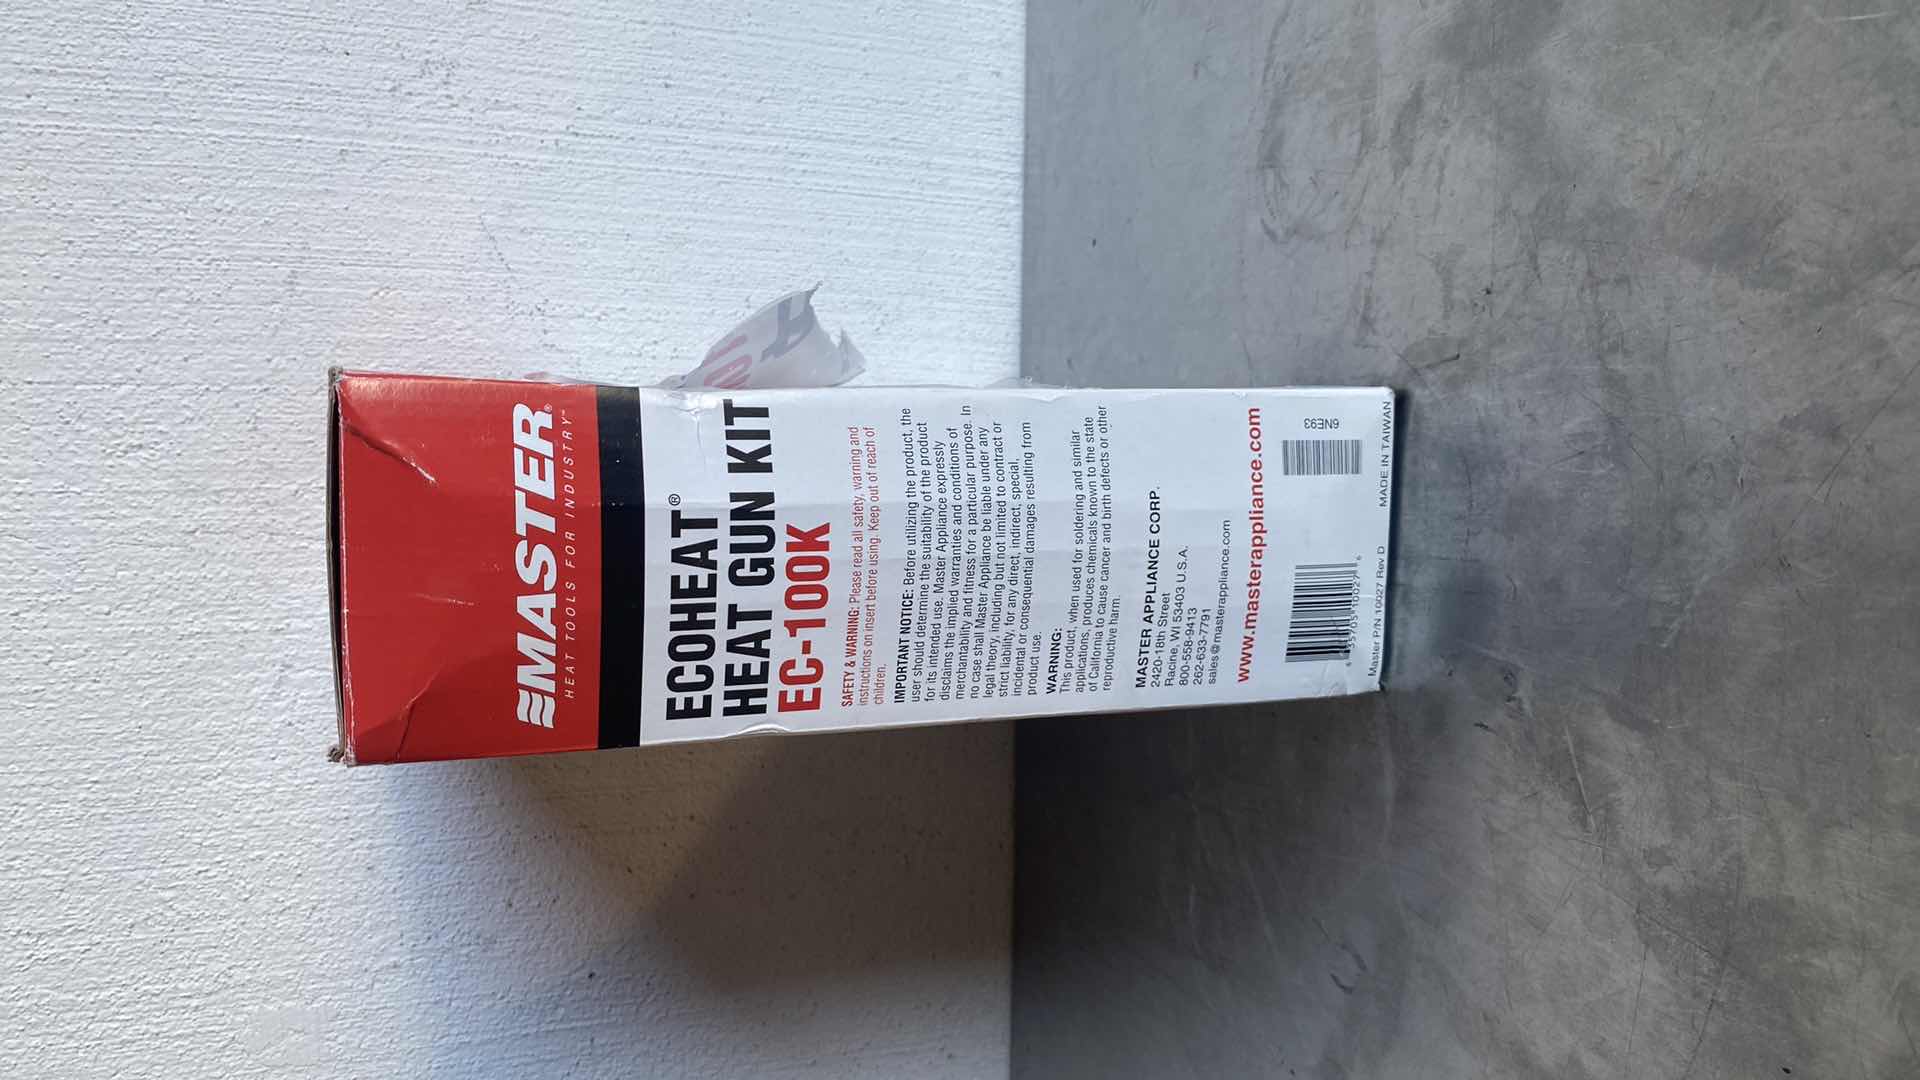 MASTER®
HEAT TOOLS FOR INDUSTRY™
ECOHEAT®
HEAT GUN KIT
EC-100K
SAFETY & WARNING: Please read all safety, warning and
instructions on insert before using. Keep out of reach of
children.
IMPORTANT NOTICE: Before utilizing the product, the
user should determine the suitability of the product
for its intended use. Master Appliance expressly
disclaims the implied warranties and conditions of
merchantability and fitness for a particular purpose. In
no case shall Master Appliance be liable under any
legal theory, including but not limited to contract or
strict liability, for any direct, indirect, special,
incidental or consequential damages resulting from
product use.
WARNING:
This product, when used for soldering and similar
applications, produces chemicals known to the state
of California to cause cancer and birth defects or other
reproductive harm.
MASTER APPLIANCE CORP.
2420-18th Street
Racine, WI 53403 U.S.A.
800-558-9413
262-633-7791
sales@masterappliance.com
www.masterappliance.com
6NE93
Master P/N 10027 Rev D
MADE IN TAIWAN